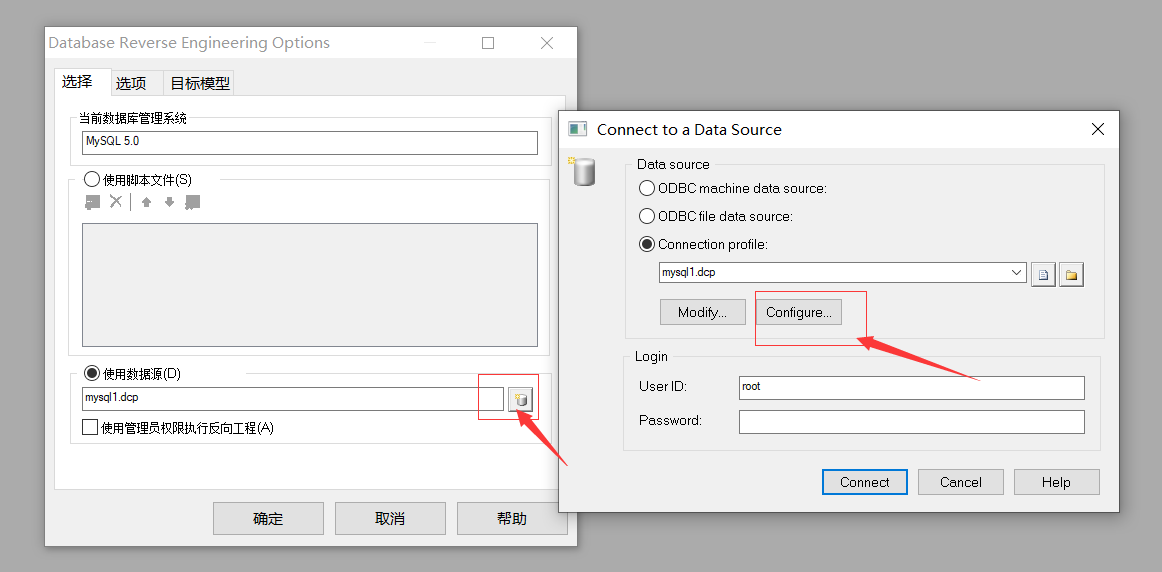 Database Reverse Engineering Options
选择
选项
目标模型
当前数据库管理系统
MySQL 5.0
使用脚本文件(S)
使用数据源(D)
mysql1.dcp
使用管理员权限执行反向工程(A)
确定
取消
帮助
Connect to a Data Source
Data source
ODBC machine data source:
ODBC file data source:
Connection profile:
mysql1.dcp
Modify...
Configure...
Login
User ID:
root
Password:
Connect
Cancel
Help